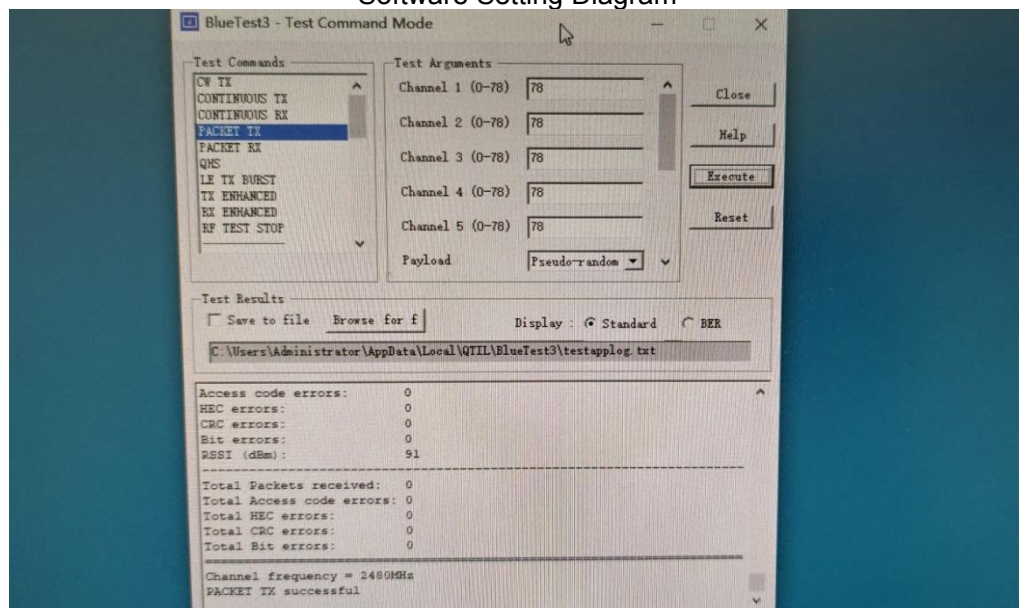 Software Setting Diagram
BlueTest3 - Test Command Mode
Test Commands
CW TX
CONTINUOUS TX
CONTINUOUS RX
PACKET TX
PACKET RX
QHS
LE TX BURST
TX ENHANCED
RX ENHANCED
RF TEST STOP
Test Arguments
Channel 1 (0-78) 78
Channel 2 (0-78) 78
Channel 3 (0-78) 78
Channel 4 (0-78) 78
Channel 5 (0-78) 78
Payload Pseudo-random
Close
Help
Execute
Reset
Test Results
Save to file Browse for f Display : Standard BER
C:\Users\Administrator\AppData\Local\QTIL\BlueTest3\testapplog.txt
Access code errors: 0
HEC errors: 0
CRC errors: 0
Bit errors: 0
RSSI (dBm): 91
Total Packets received: 0
Total Access code errors: 0
Total HEC errors: 0
Total CRC errors: 0
Total Bit errors: 0
Channel frequency = 2480MHz
PACKET TX successful